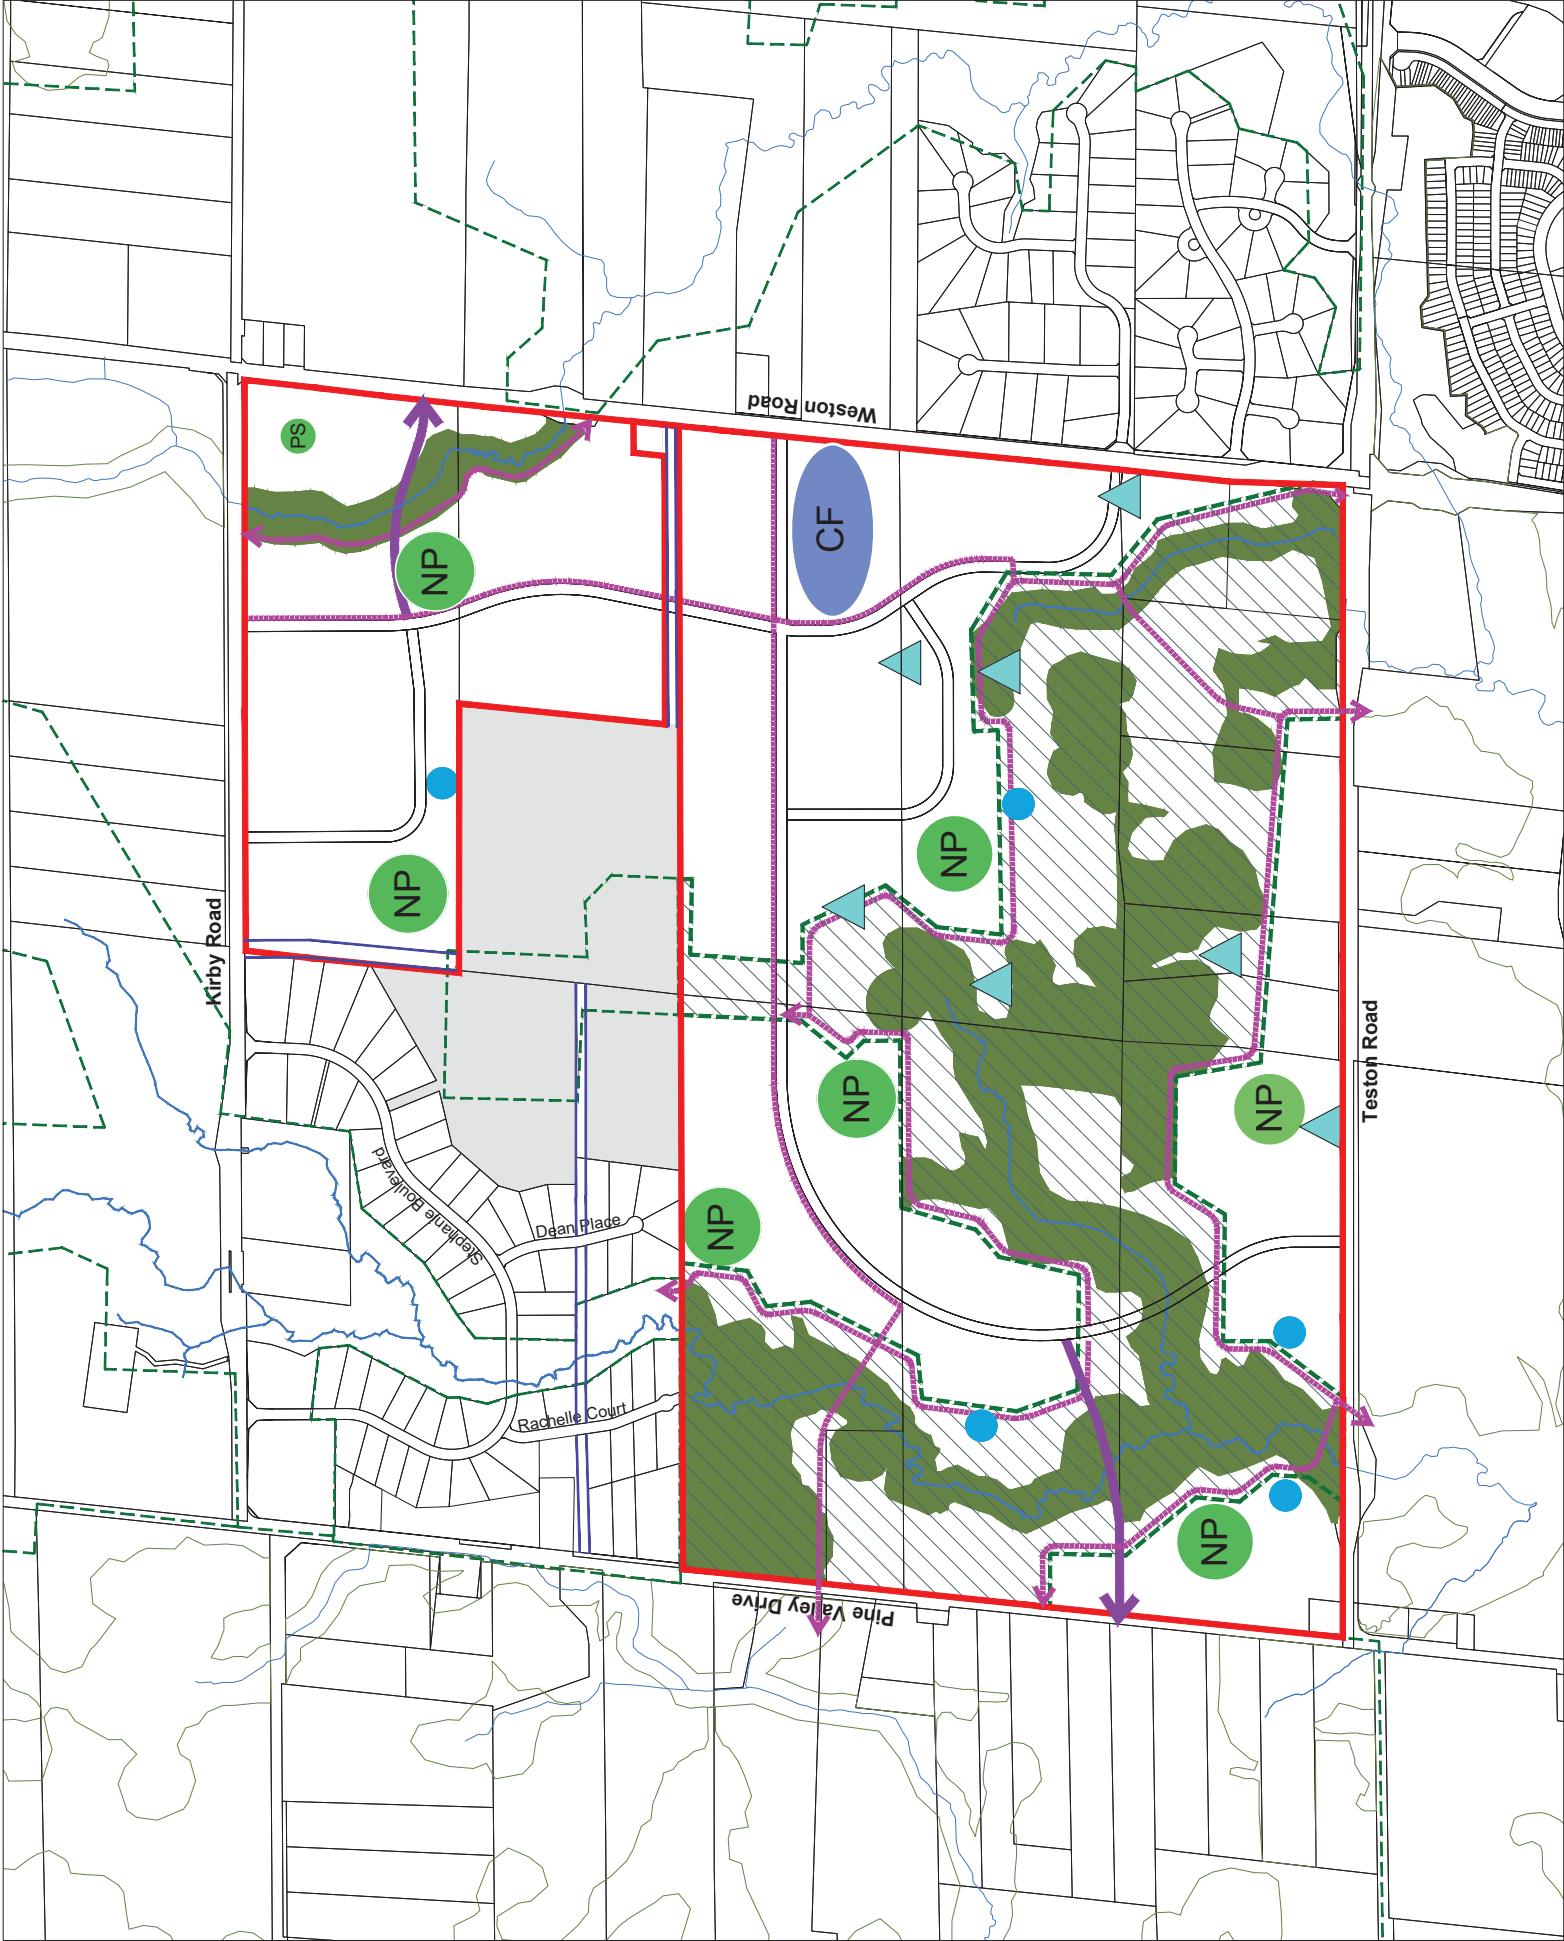 Weston Road
PS
NP
CF
NP
NP
Kirby Road
NP
NP
Teston Road
Stephanie Boulevard
Dean Place
NP
Rachelle Court
NP
Pine Valley Drive